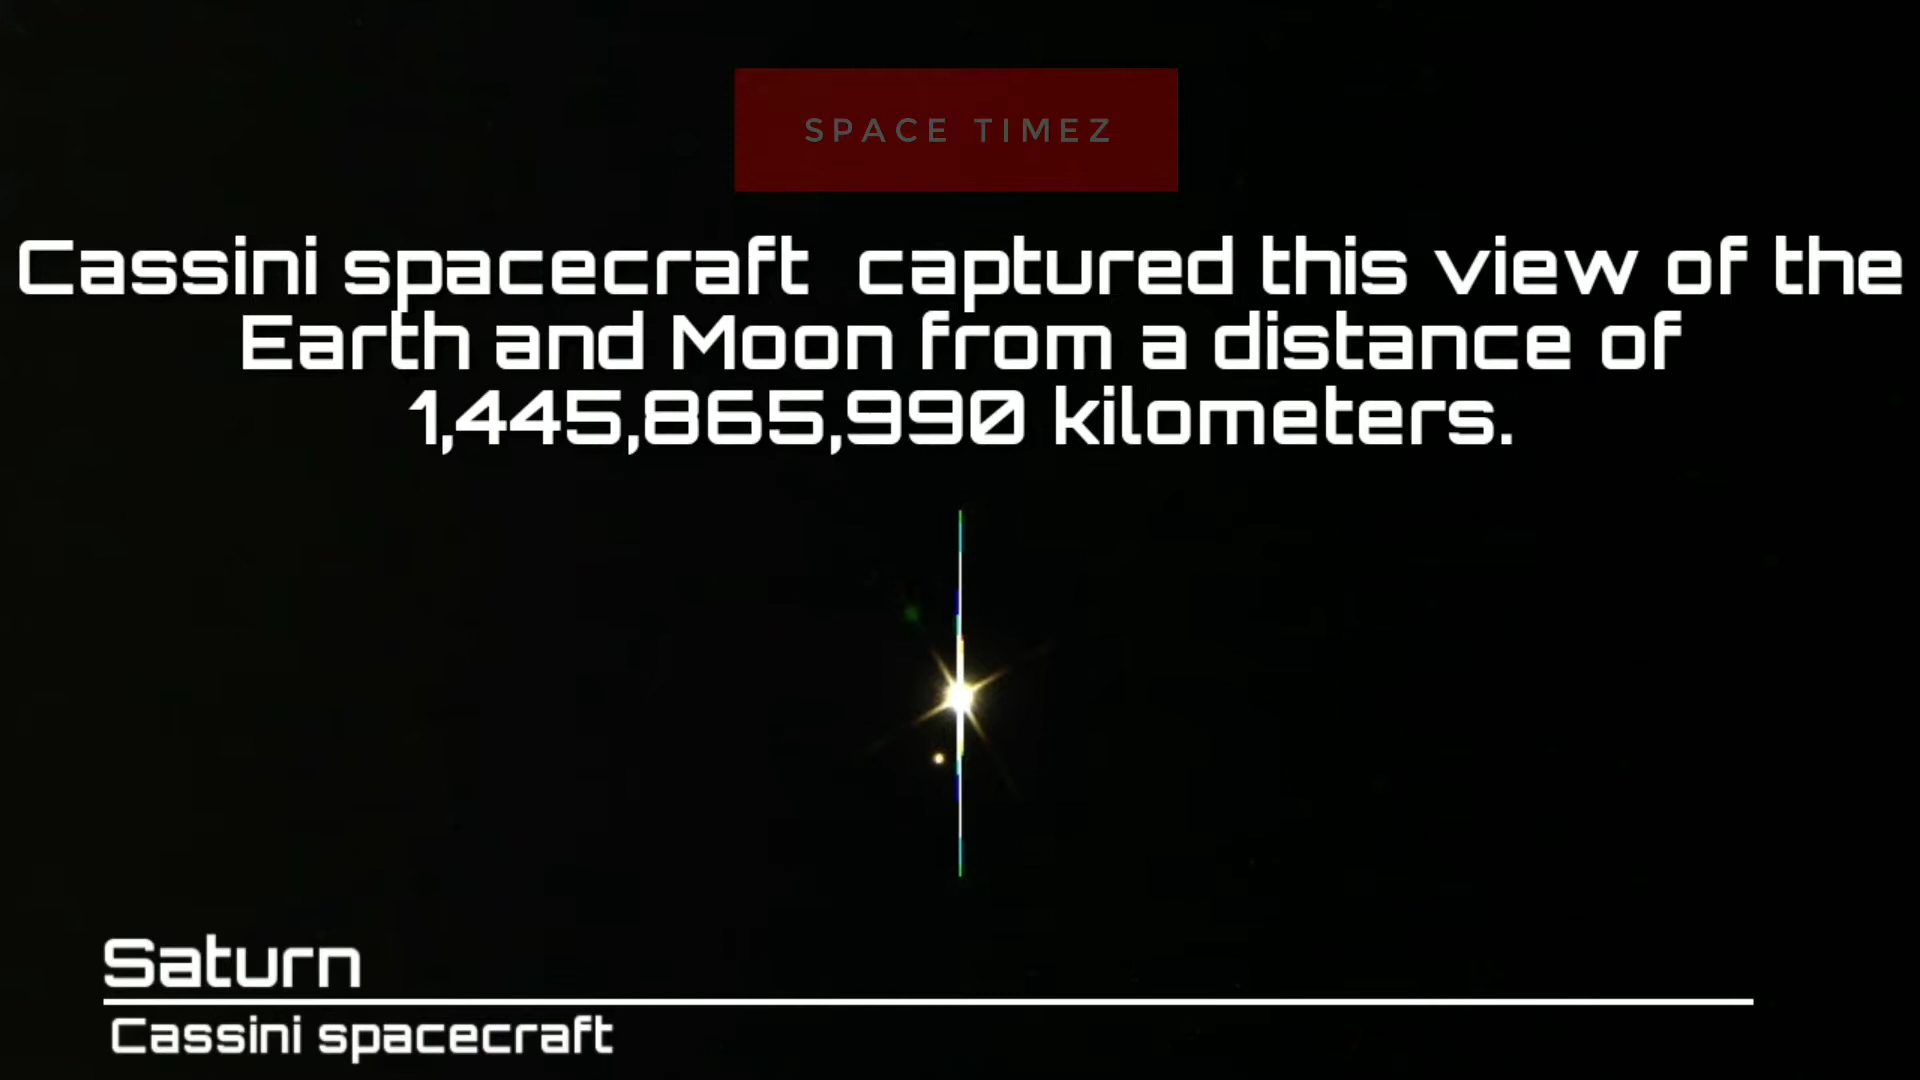 SPACE TIMEZ
Cassini spacecraft captured this view of the
Earth and Moon from a distance of
1,445,865,990 kilometers.
Saturn
Cassini spacecraft